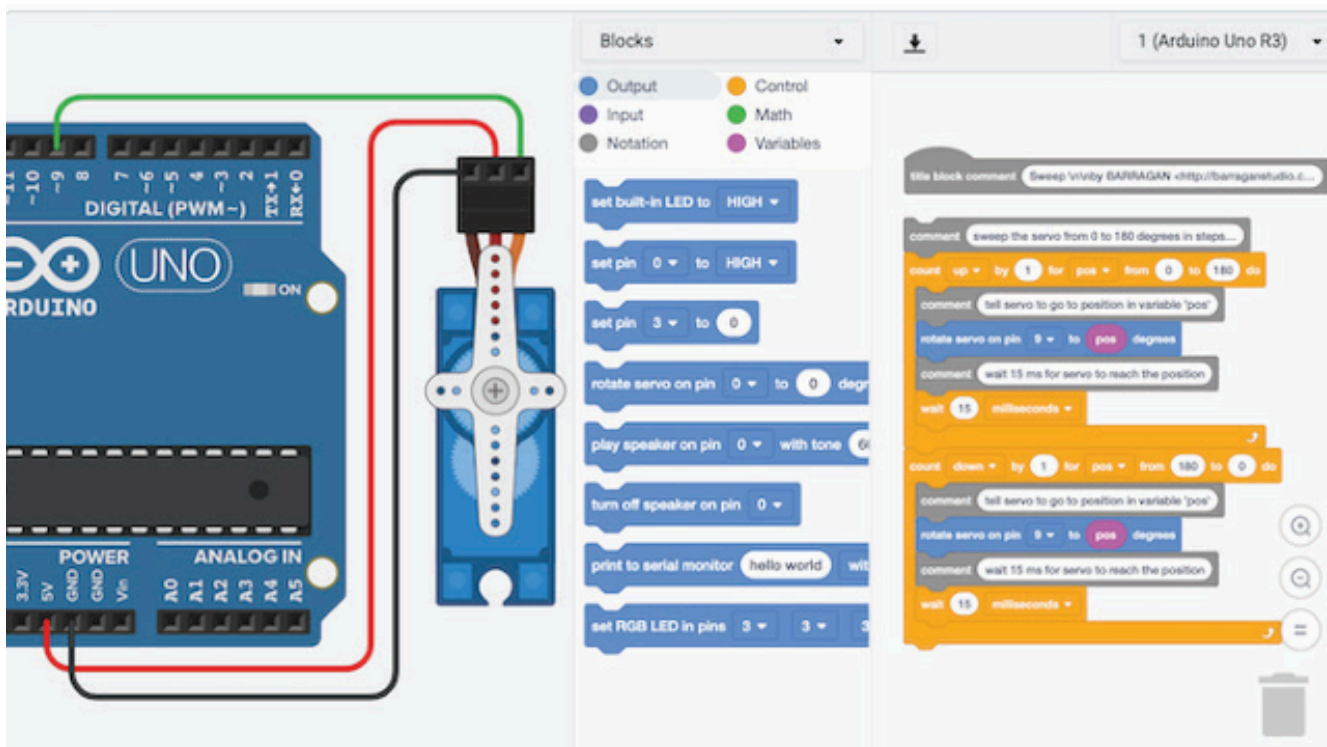 Blocks
1 (Arduino Uno R3)
Output
Control
Input
Math
Notation
Variables
~10
~9
8
7
~6
~5
4
~3
2
TX→1
RX←0
DIGITAL (PWM~)
UNO
ON
POWER
ANALOG IN
3.3V
5V
GND
GND
Vin
A0
A1
A2
A3
A4
A5
set built-in LED to HIGH
set pin 0 to HIGH
set pin 3 to 0
rotate servo on pin 0 to 0 degr
play speaker on pin 0 with tone
turn off speaker on pin 0
print to serial monitor hello world
set RGB LED in pins 3 3 3
title block comment Sweep \n\nby BARRAGAN <http://barraganstudio.c...
comment sweep the servo from 0 to 180 degrees in steps...
count up by 1 for pos from 0 to 180 do
comment tell servo to go to position in variable 'pos'
rotate servo on pin 9 to pos degrees
comment wait 15 ms for servo to reach the position
wait 15 milliseconds
count down by 1 for pos from 180 to 0 do
comment tell servo to go to position in variable 'pos'
rotate servo on pin 9 to pos degrees
comment wait 15 ms for servo to reach the position
wait 15 milliseconds